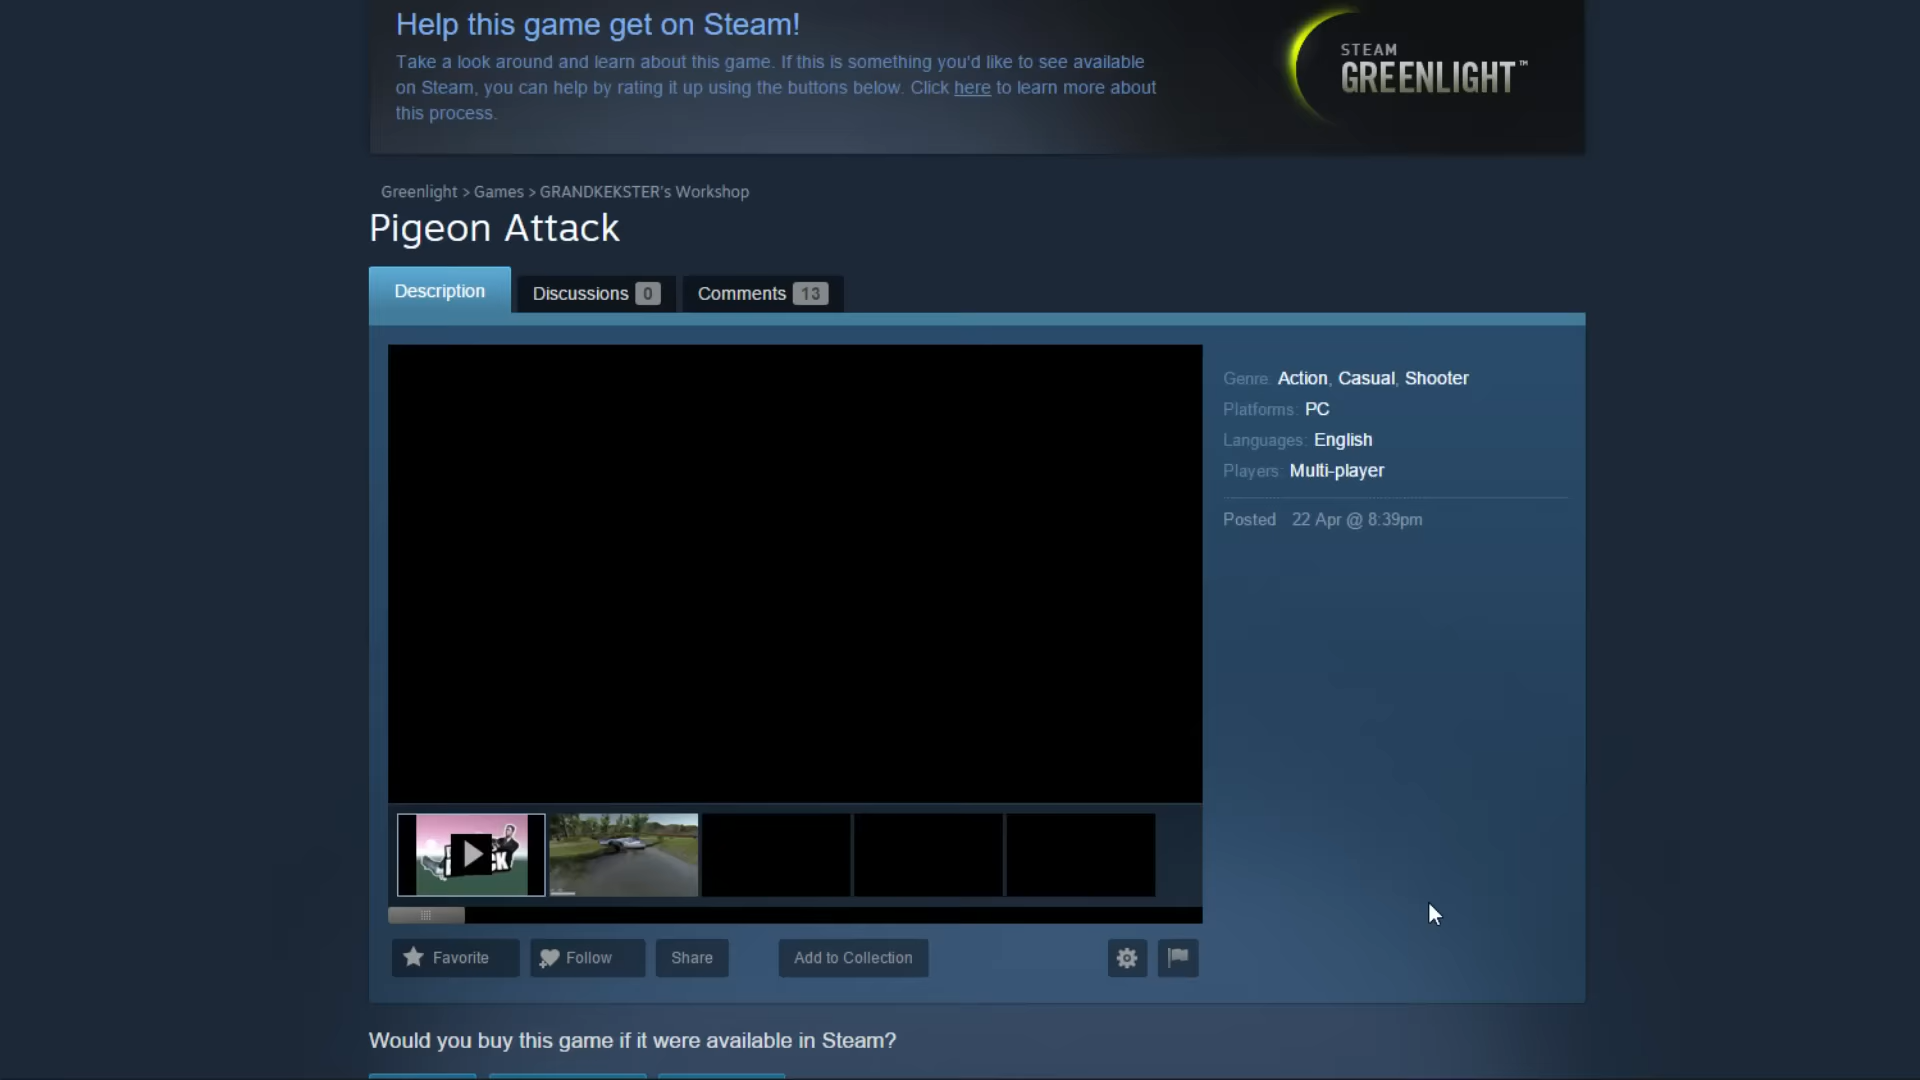 Help this game get on Steam!
Take a look around and learn about this game. If this is something you'd like to see available
on Steam, you can help by rating it up using the buttons below. Click here to learn more about
this process.
STEAM
GREENLIGHT™
Greenlight > Games > GRANDKEKSTER's Workshop
Pigeon Attack
Description
Discussions 0
Comments 13
Genre: Action, Casual, Shooter
Platforms: PC
Languages: English
Players: Multi-player
Posted 22 Apr @ 8:39pm
Favorite
Follow
Share
Add to Collection
Would you buy this game if it were available in Steam?